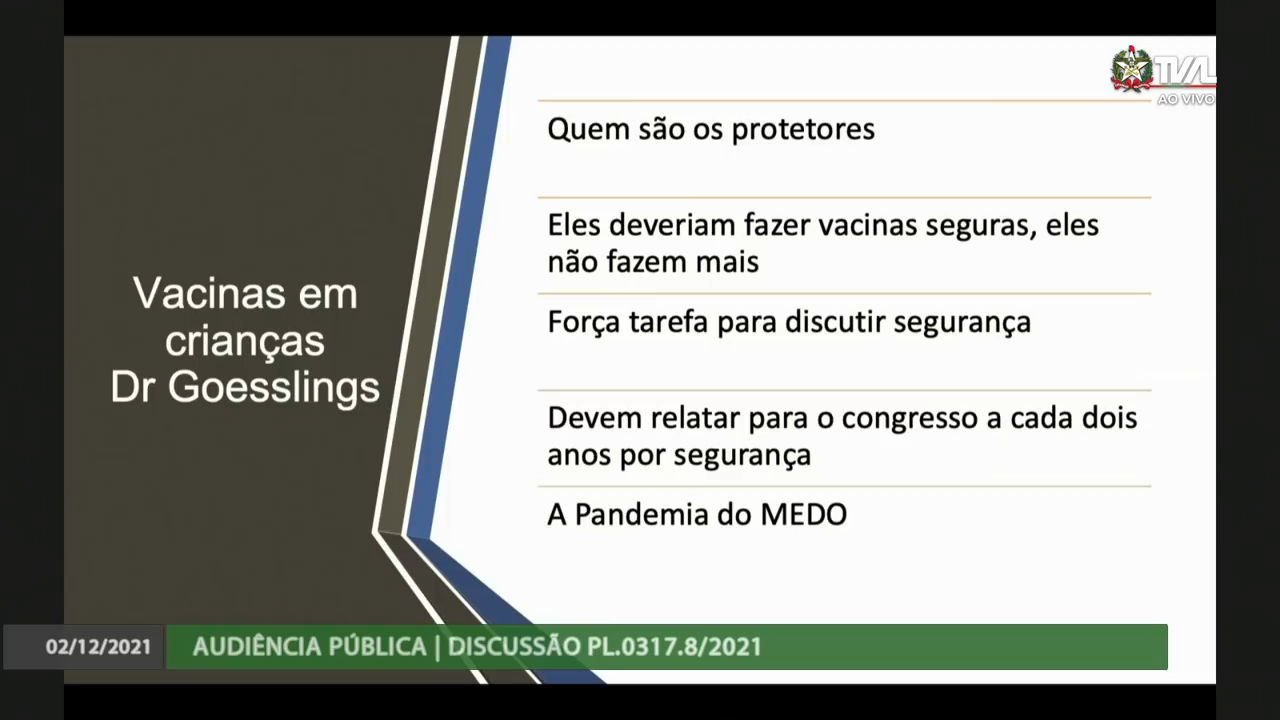 TVAL
AO VIVO
Vacinas em
crianças
Dr Goesslings
Quem são os protetores
Eles deveriam fazer vacinas seguras, eles
não fazem mais
Força tarefa para discutir segurança
Devem relatar para o congresso a cada dois
anos por segurança
A Pandemia do MEDO
02/12/2021
AUDIÊNCIA PÚBLICA | DISCUSSÃO PL.0317.8/2021